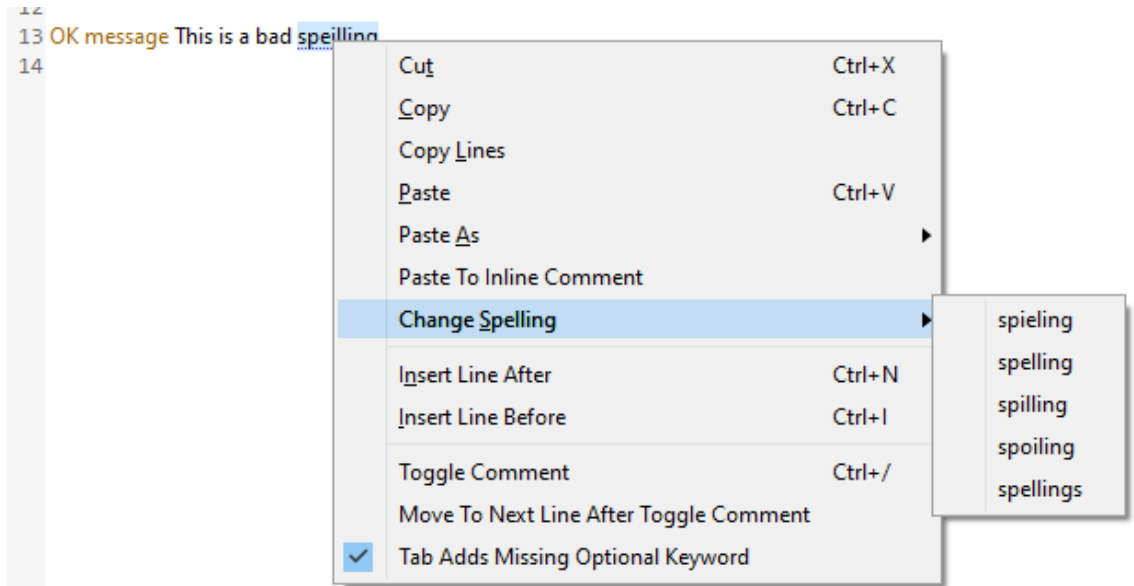 12
13 OK message This is a bad speilling
14
Cut Ctrl+X
Copy Ctrl+C
Copy Lines
Paste Ctrl+V
Paste As
Paste To Inline Comment
Change Spelling
spieling
spelling
spilling
spoiling
spellings
Insert Line After Ctrl+N
Insert Line Before Ctrl+I
Toggle Comment Ctrl+/
Move To Next Line After Toggle Comment
Tab Adds Missing Optional Keyword